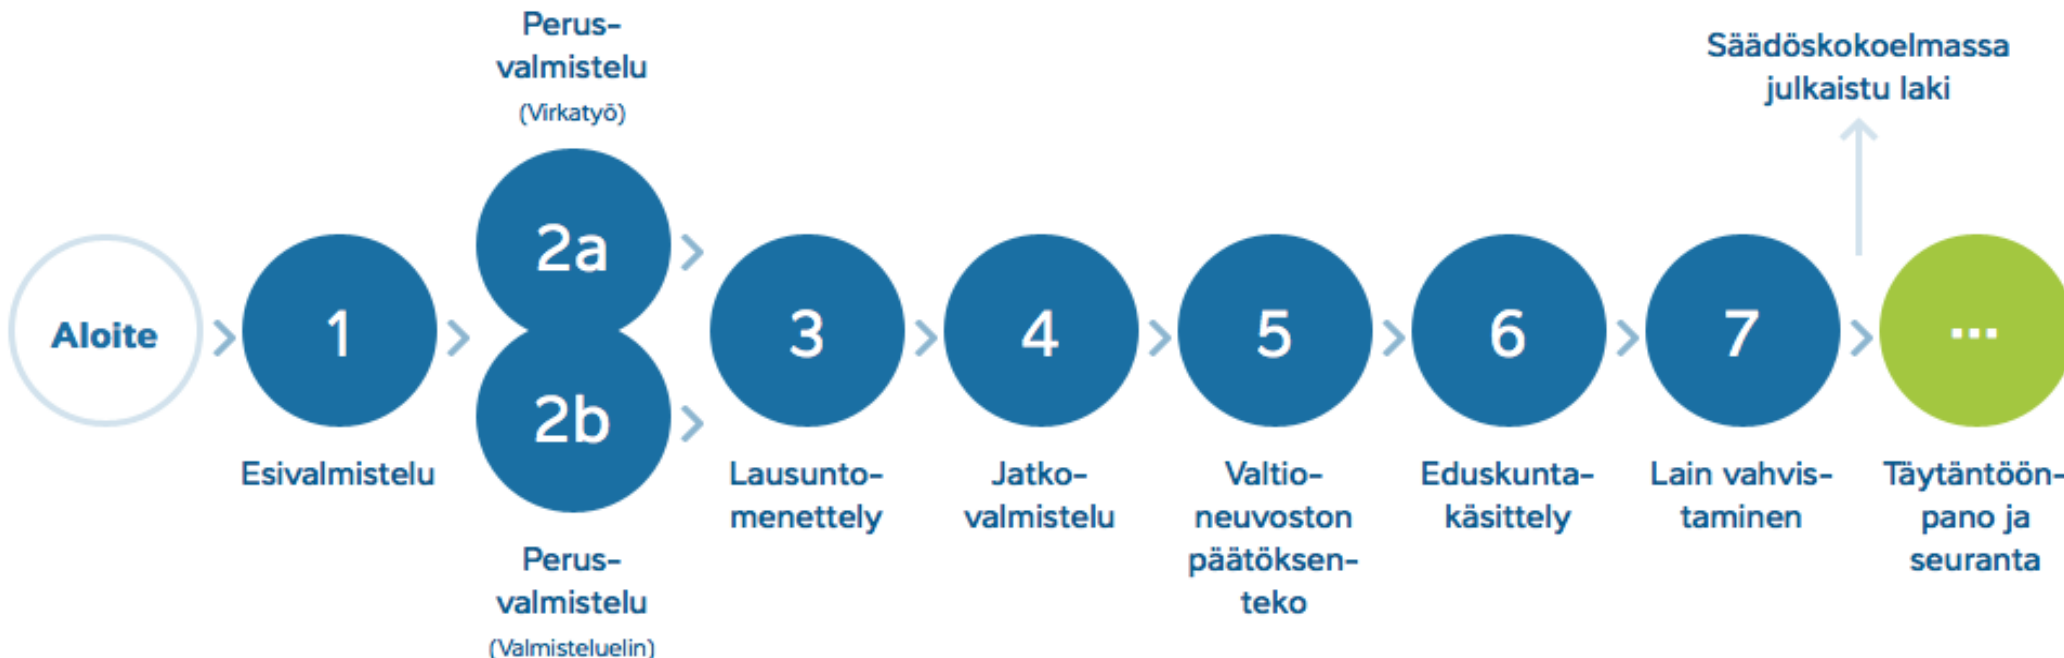 Perus-
valmistelu
(Virkatyö)
Säädöskokoelmassa
julkaistu laki
Aloite
1
2a
2b
3
4
5
6
7
...
Esivalmistelu
Perus-
valmistelu
(Valmisteluelin)
Lausunto-
menettely
Jatko-
valmistelu
Valtio-
neuvoston
päätöksen-
teko
Eduskunta-
käsittely
Lain vahvis-
taminen
Täytäntöön-
pano ja
seuranta